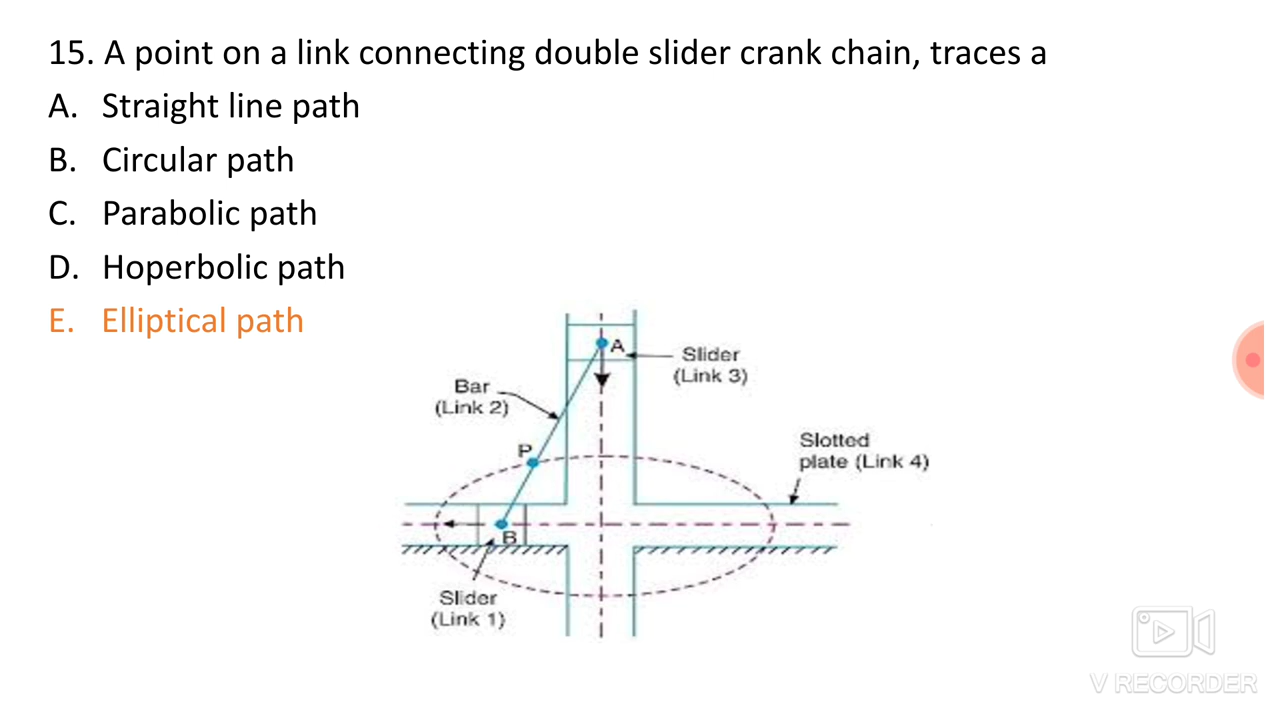 15. A point on a link connecting double slider crank chain, traces a
A. Straight line path
B. Circular path
C. Parabolic path
D. Hoperbolic path
E. Elliptical path
A
Slider
(Link 3)
Bar
(Link 2)
P
Slotted
plate (Link 4)
B
Slider
(Link 1)
V RECORDER